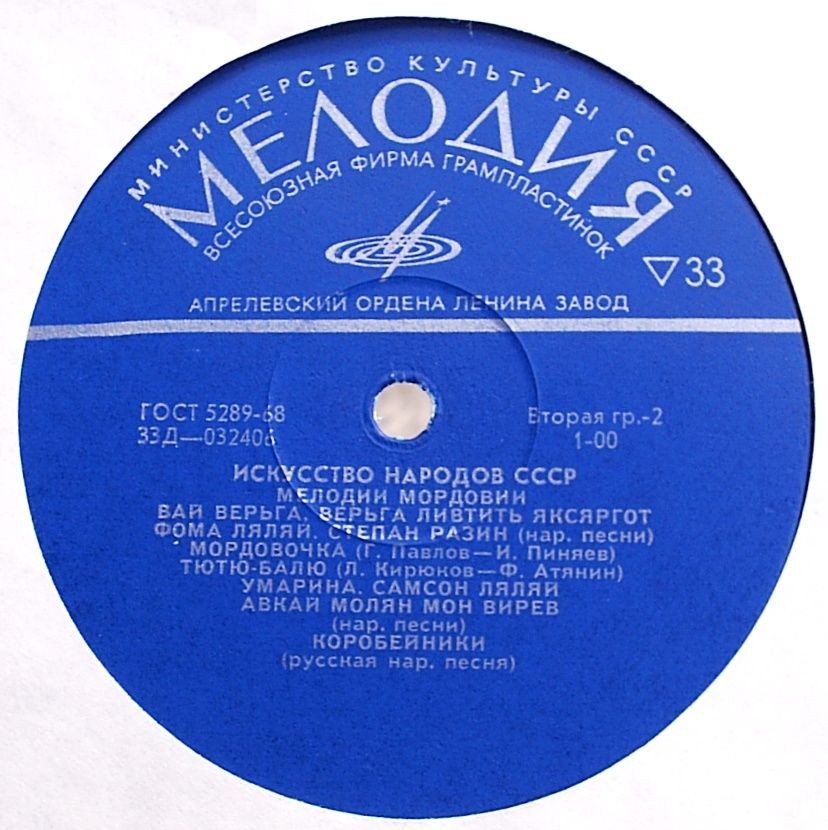 МИНИСТЕРСТВО КУЛЬТУРЫ СССР
МЕЛОДИЯ
ВСЕСОЮЗНАЯ ФИРМА ГРАМПЛАСТИНОК
▽33
АПРЕЛЕВСКИЙ ОРДЕНА ЛЕНИНА ЗАВОД
ГОСТ 5289-68 Вторая гр.-2
33Д—032406 1-00
ИСКУССТВО НАРОДОВ СССР
МЕЛОДИИ МОРДОВИИ
ВАЙ ВЕРЬГА, ВЕРЬГА ЛИВТИТЬ ЯКСЯРГОТ
ФОМА ЛЯЛЯЙ. СТЕПАН РАЗИН (нар. песни)
МОРДОВОЧКА (Г. Павлов—И. Пиняев)
ТЮТЮ-БАЛЮ (Л. Кирюков—Ф. Атянин)
УМАРИНА. САМСОН ЛЯЛЯЙ
АВКАЙ МОЛЯН МОН ВИРЕВ
(нар. песни)
КОРОБЕЙНИКИ
(русская нар. песня)